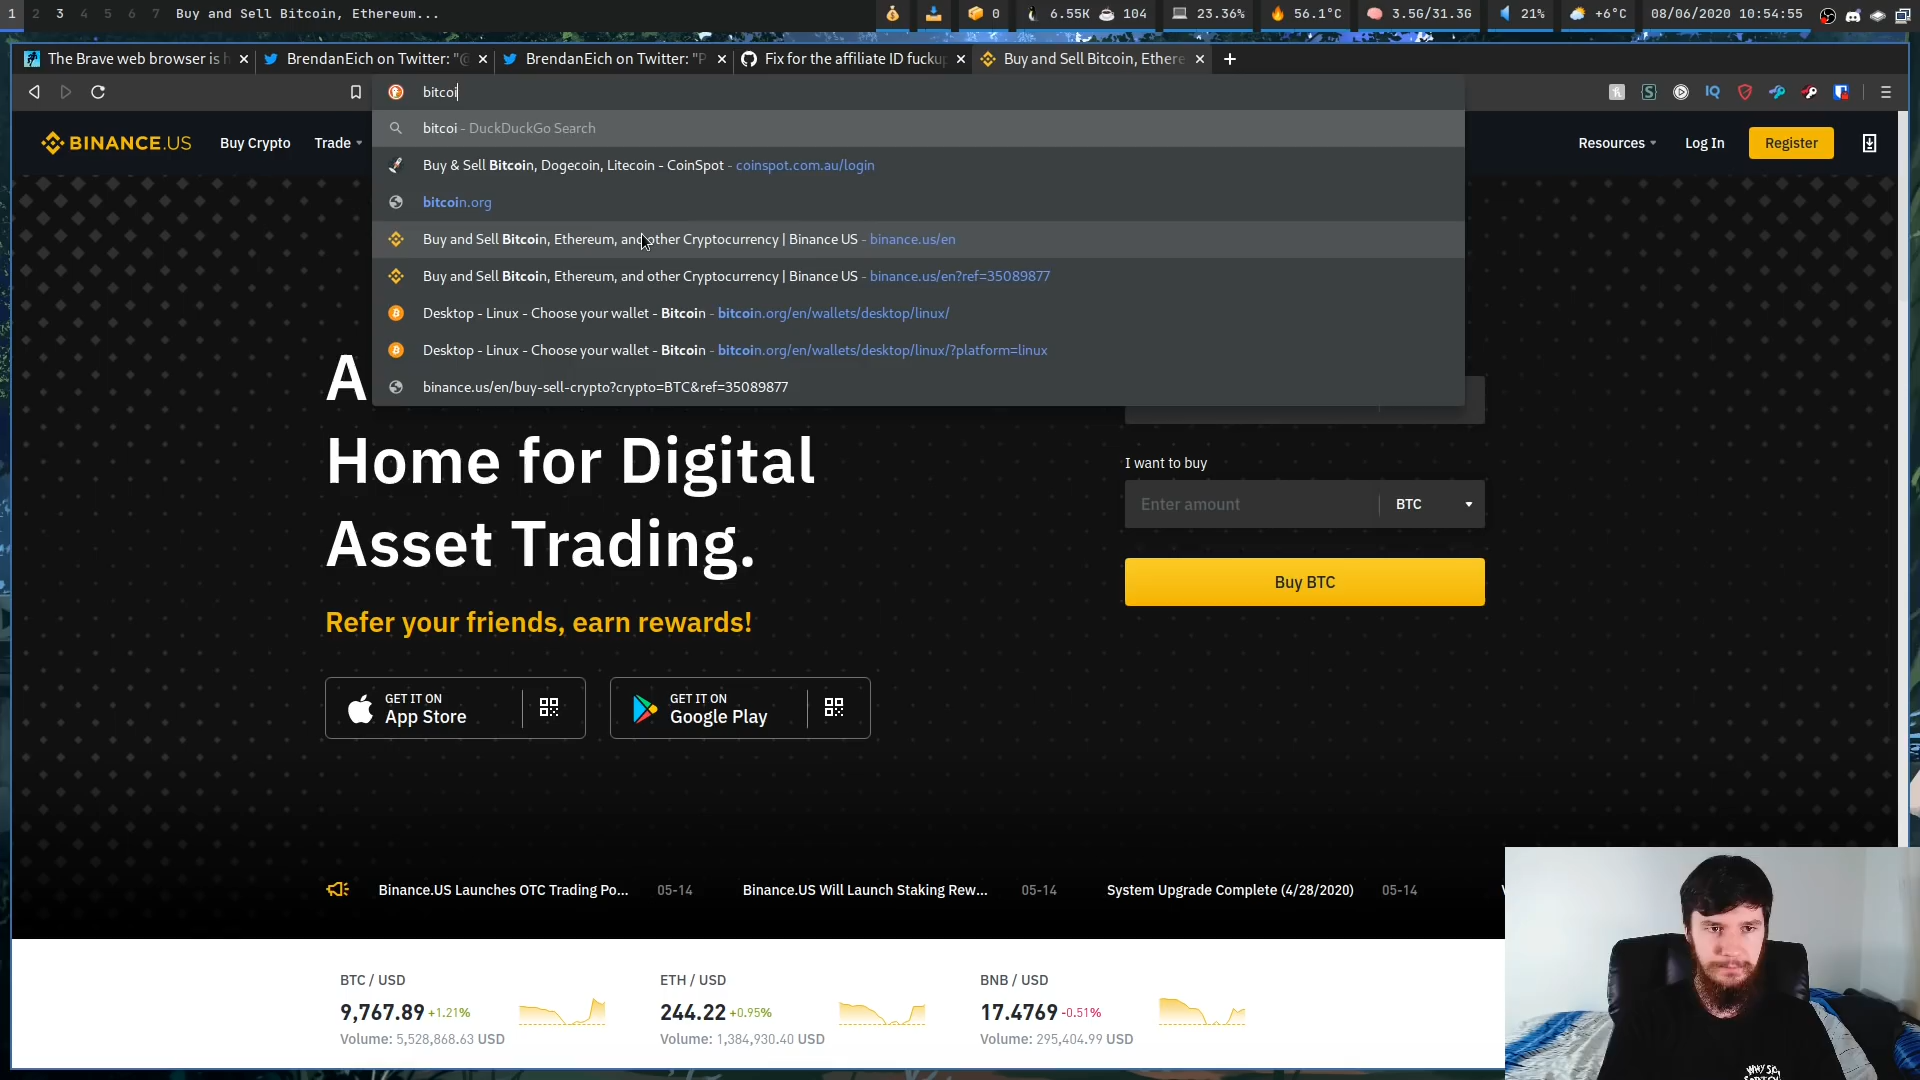 1 2 3 4 5 6 7 Buy and Sell Bitcoin, Ethereum...
0 6.55K 104 23.36% 56.1°C 3.5G/31.3G 21% +6°C 08/06/2020 10:54:55
The Brave web browser is h
BrendanEich on Twitter: "@
BrendanEich on Twitter: "P
Fix for the affiliate ID fucku
Buy and Sell Bitcoin, Ethere
bitcoi
IQ
BINANCE.US
Buy Crypto
Trade
Resources
Log In
Register
bitcoi - DuckDuckGo Search
Buy & Sell Bitcoin, Dogecoin, Litecoin - CoinSpot - coinspot.com.au/login
bitcoin.org
Buy and Sell Bitcoin, Ethereum, and other Cryptocurrency | Binance US - binance.us/en
Buy and Sell Bitcoin, Ethereum, and other Cryptocurrency | Binance US - binance.us/en?ref=35089877
Desktop - Linux - Choose your wallet - Bitcoin - bitcoin.org/en/wallets/desktop/linux/
Desktop - Linux - Choose your wallet - Bitcoin - bitcoin.org/en/wallets/desktop/linux/?platform=linux
binance.us/en/buy-sell-crypto?crypto=BTC&ref=35089877
A
Home for Digital
Asset Trading.
Refer your friends, earn rewards!
GET IT ON
App Store
GET IT ON
Google Play
I want to buy
Enter amount
BTC
Buy BTC
Binance.US Launches OTC Trading Po... 05-14
Binance.US Will Launch Staking Rew... 05-14
System Upgrade Complete (4/28/2020) 05-14
BTC / USD
9,767.89 +1.21%
Volume: 5,528,868.63 USD
ETH / USD
244.22 +0.95%
Volume: 1,384,930.40 USD
BNB / USD
17.4769 -0.51%
Volume: 295,404.99 USD